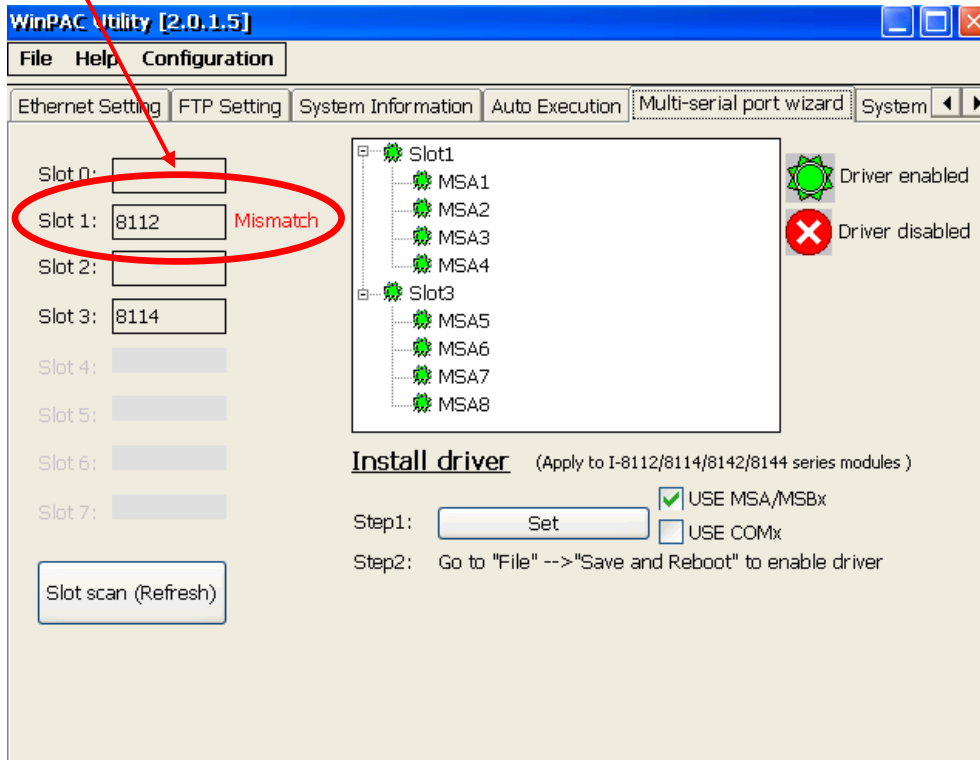 WinPAC Utility [2.0.1.5]
File Help Configuration
Ethernet Setting FTP Setting System Information Auto Execution Multi-serial port wizard System
Slot 0:
Slot 1: 8112 Mismatch
Slot 2:
Slot 3: 8114
Slot 4:
Slot 5:
Slot 6:
Slot 7:
Slot scan (Refresh)
Slot1
MSA1
MSA2
MSA3
MSA4
Slot3
MSA5
MSA6
MSA7
MSA8
Driver enabled
Driver disabled
Install driver (Apply to I-8112/8114/8142/8144 series modules )
Step1: Set
USE MSA/MSBx
USE COMx
Step2: Go to "File" -->"Save and Reboot" to enable driver